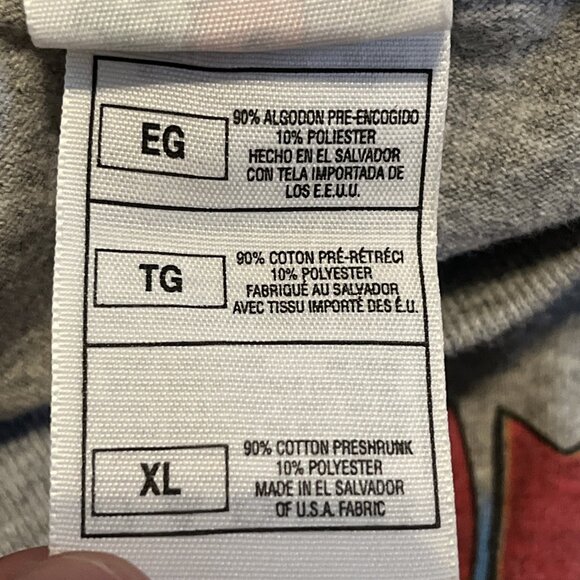 EG
90% ALGODON PRE-ENCOGIDO
10% POLIESTER
HECHO EN EL SALVADOR
CON TELA IMPORTADA DE
LOS E.E.U.U.
TG
90% COTON PRÉ-RÉTRÉCI
10% POLYESTER
FABRIQUÉ AU SALVADOR
AVEC TISSU IMPORTÉ DES É.U.
XL
90% COTTON PRESHRUNK
10% POLYESTER
MADE IN EL SALVADOR
OF U.S.A. FABRIC